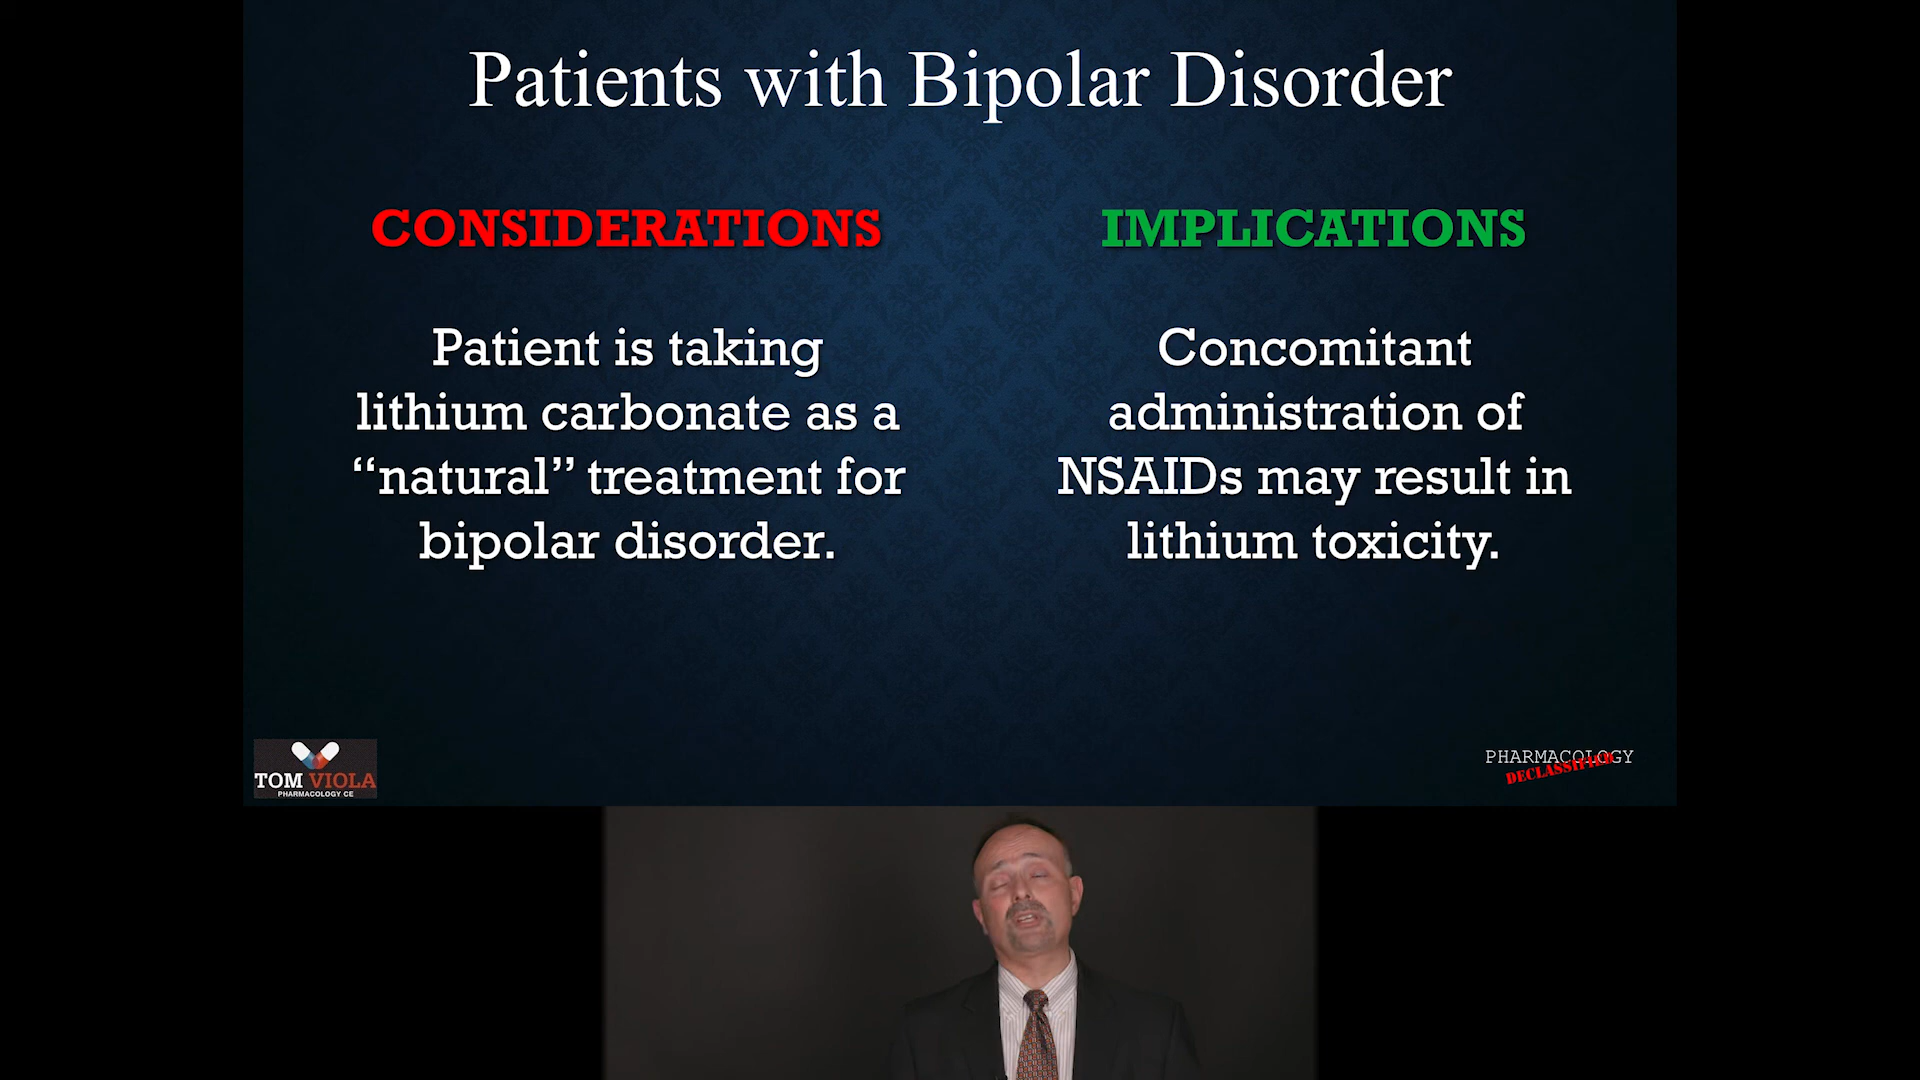 Patients with Bipolar Disorder
CONSIDERATIONS
Patient is taking
lithium carbonate as a
“natural” treatment for
bipolar disorder.
IMPLICATIONS
Concomitant
administration of
NSAIDs may result in
lithium toxicity.
TOM VIOLA
PHARMACOLOGY CE
PHARMACOLOGY
DECLASSIFIED